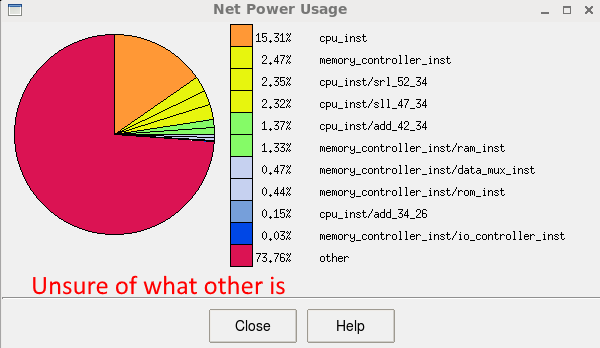 Net Power Usage
15.31% cpu_inst
2.47% memory_controller_inst
2.35% cpu_inst/srl_52_34
2.32% cpu_inst/sll_47_34
1.37% cpu_inst/add_42_34
1.33% memory_controller_inst/ram_inst
0.47% memory_controller_inst/data_mux_inst
0.44% memory_controller_inst/rom_inst
0.15% cpu_inst/add_34_26
0.03% memory_controller_inst/io_controller_inst
73.76% other
Unsure of what other is
Close Help